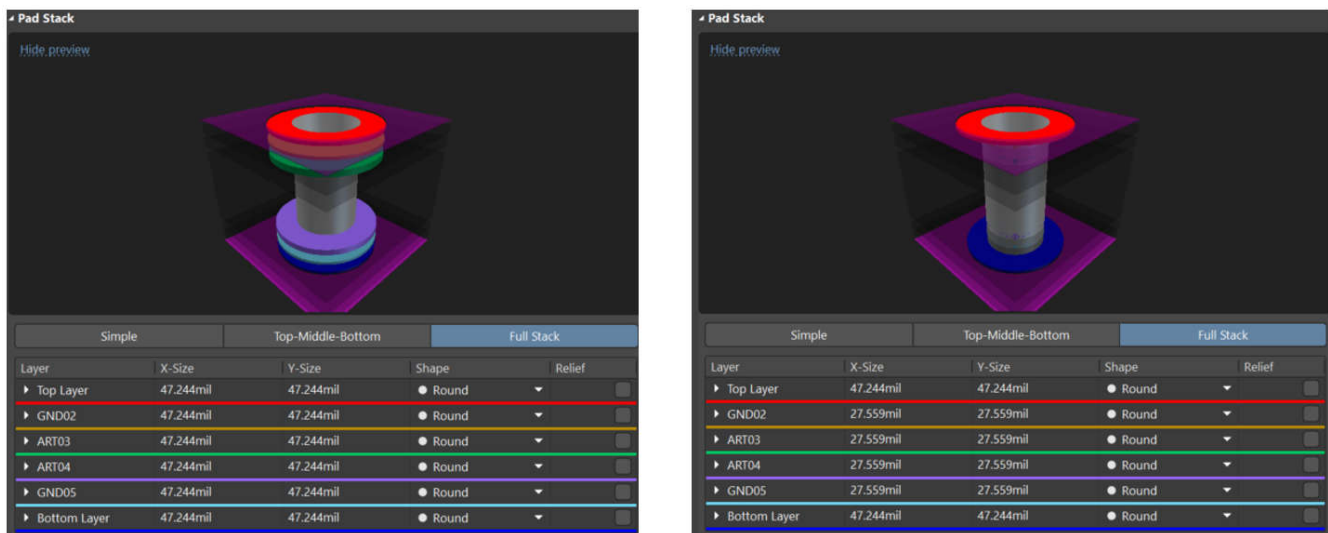 Pad Stack
Hide preview
Simple Top-Middle-Bottom Full Stack
Layer X-Size Y-Size Shape Relief
Top Layer 47.244mil 47.244mil Round
GND02 47.244mil 47.244mil Round
ART03 47.244mil 47.244mil Round
ART04 47.244mil 47.244mil Round
GND05 47.244mil 47.244mil Round
Bottom Layer 47.244mil 47.244mil Round
Pad Stack
Hide preview
Simple Top-Middle-Bottom Full Stack
Layer X-Size Y-Size Shape Relief
Top Layer 47.244mil 47.244mil Round
GND02 27.559mil 27.559mil Round
ART03 27.559mil 27.559mil Round
ART04 27.559mil 27.559mil Round
GND05 27.559mil 27.559mil Round
Bottom Layer 47.244mil 47.244mil Round